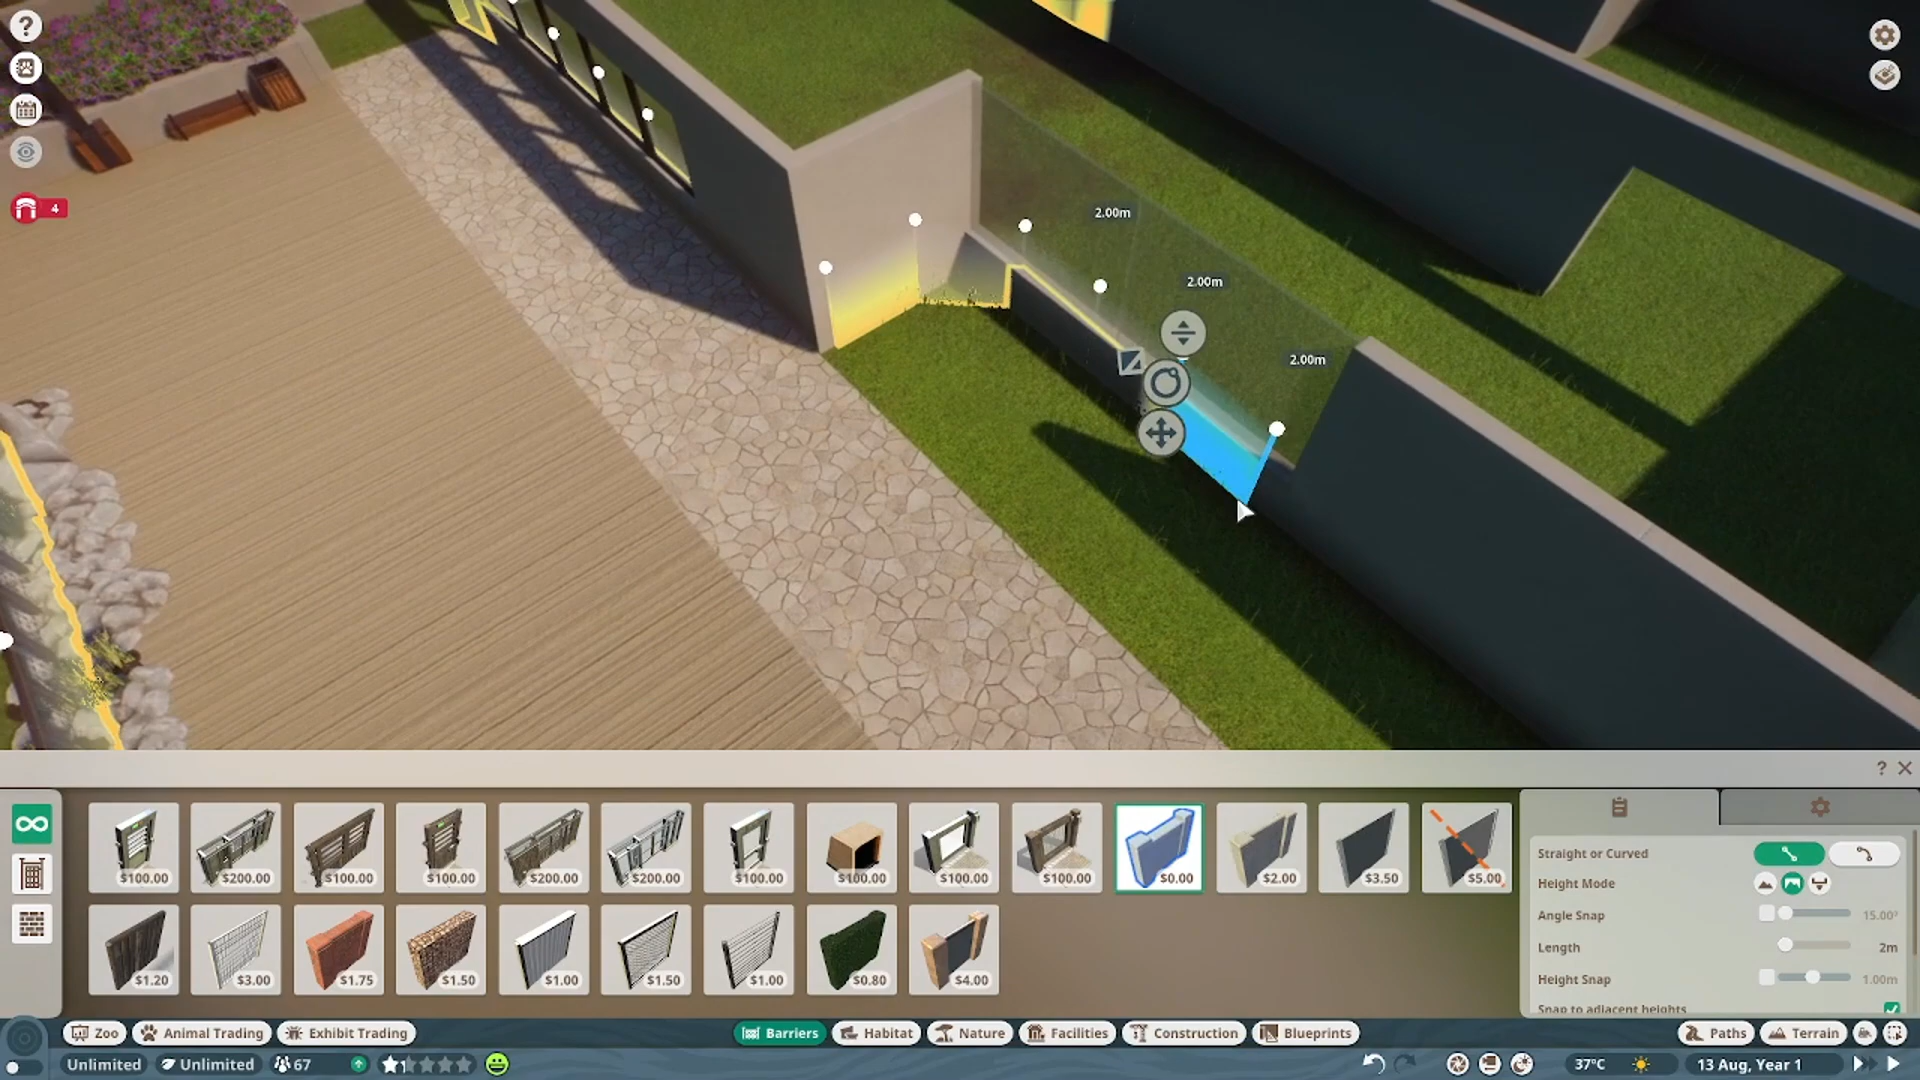 ?
4
2.00m
2.00m
2.00m
?
$100.00 $200.00 $100.00 $100.00 $200.00 $200.00 $100.00 $100.00 $100.00 $100.00 $0.00 $2.00 $3.50 $5.00
$1.20 $3.00 $1.75 $1.50 $1.00 $1.50 $1.00 $0.80 $4.00
Straight or Curved
Height Mode
Angle Snap 15.00°
Length 2m
Height Snap 1.00m
Snap to adjacent heights
Zoo Animal Trading Exhibit Trading Barriers Habitat Nature Facilities Construction Blueprints Paths Terrain
Unlimited Unlimited 67 37°C 13 Aug, Year 1